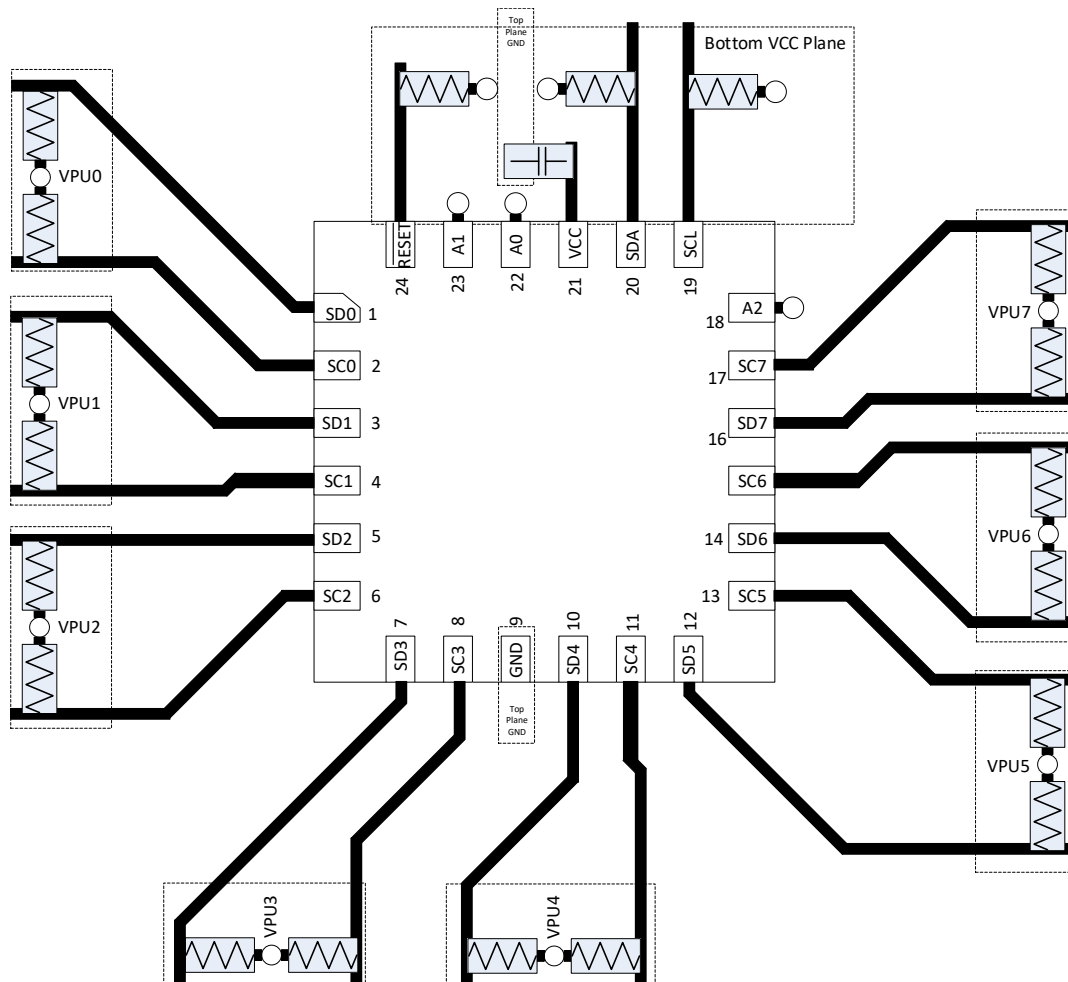 Top
Plane
GND
Bottom VCC Plane
VPU0
RESET
A1
A0
VCC
SDA
SCL
24
23
22
21
20
19
SD0 1
18 A2
VPU7
SC0 2
17 SC7
VPU1
SD1 3
16 SD7
SC1 4
SC6
SD2 5
14 SD6
VPU6
SC2 6
13 SC5
VPU2
7
8
9
10
11
12
SD3
SC3
GND
SD4
SC4
SD5
Top
Plane
GND
VPU5
VPU3
VPU4